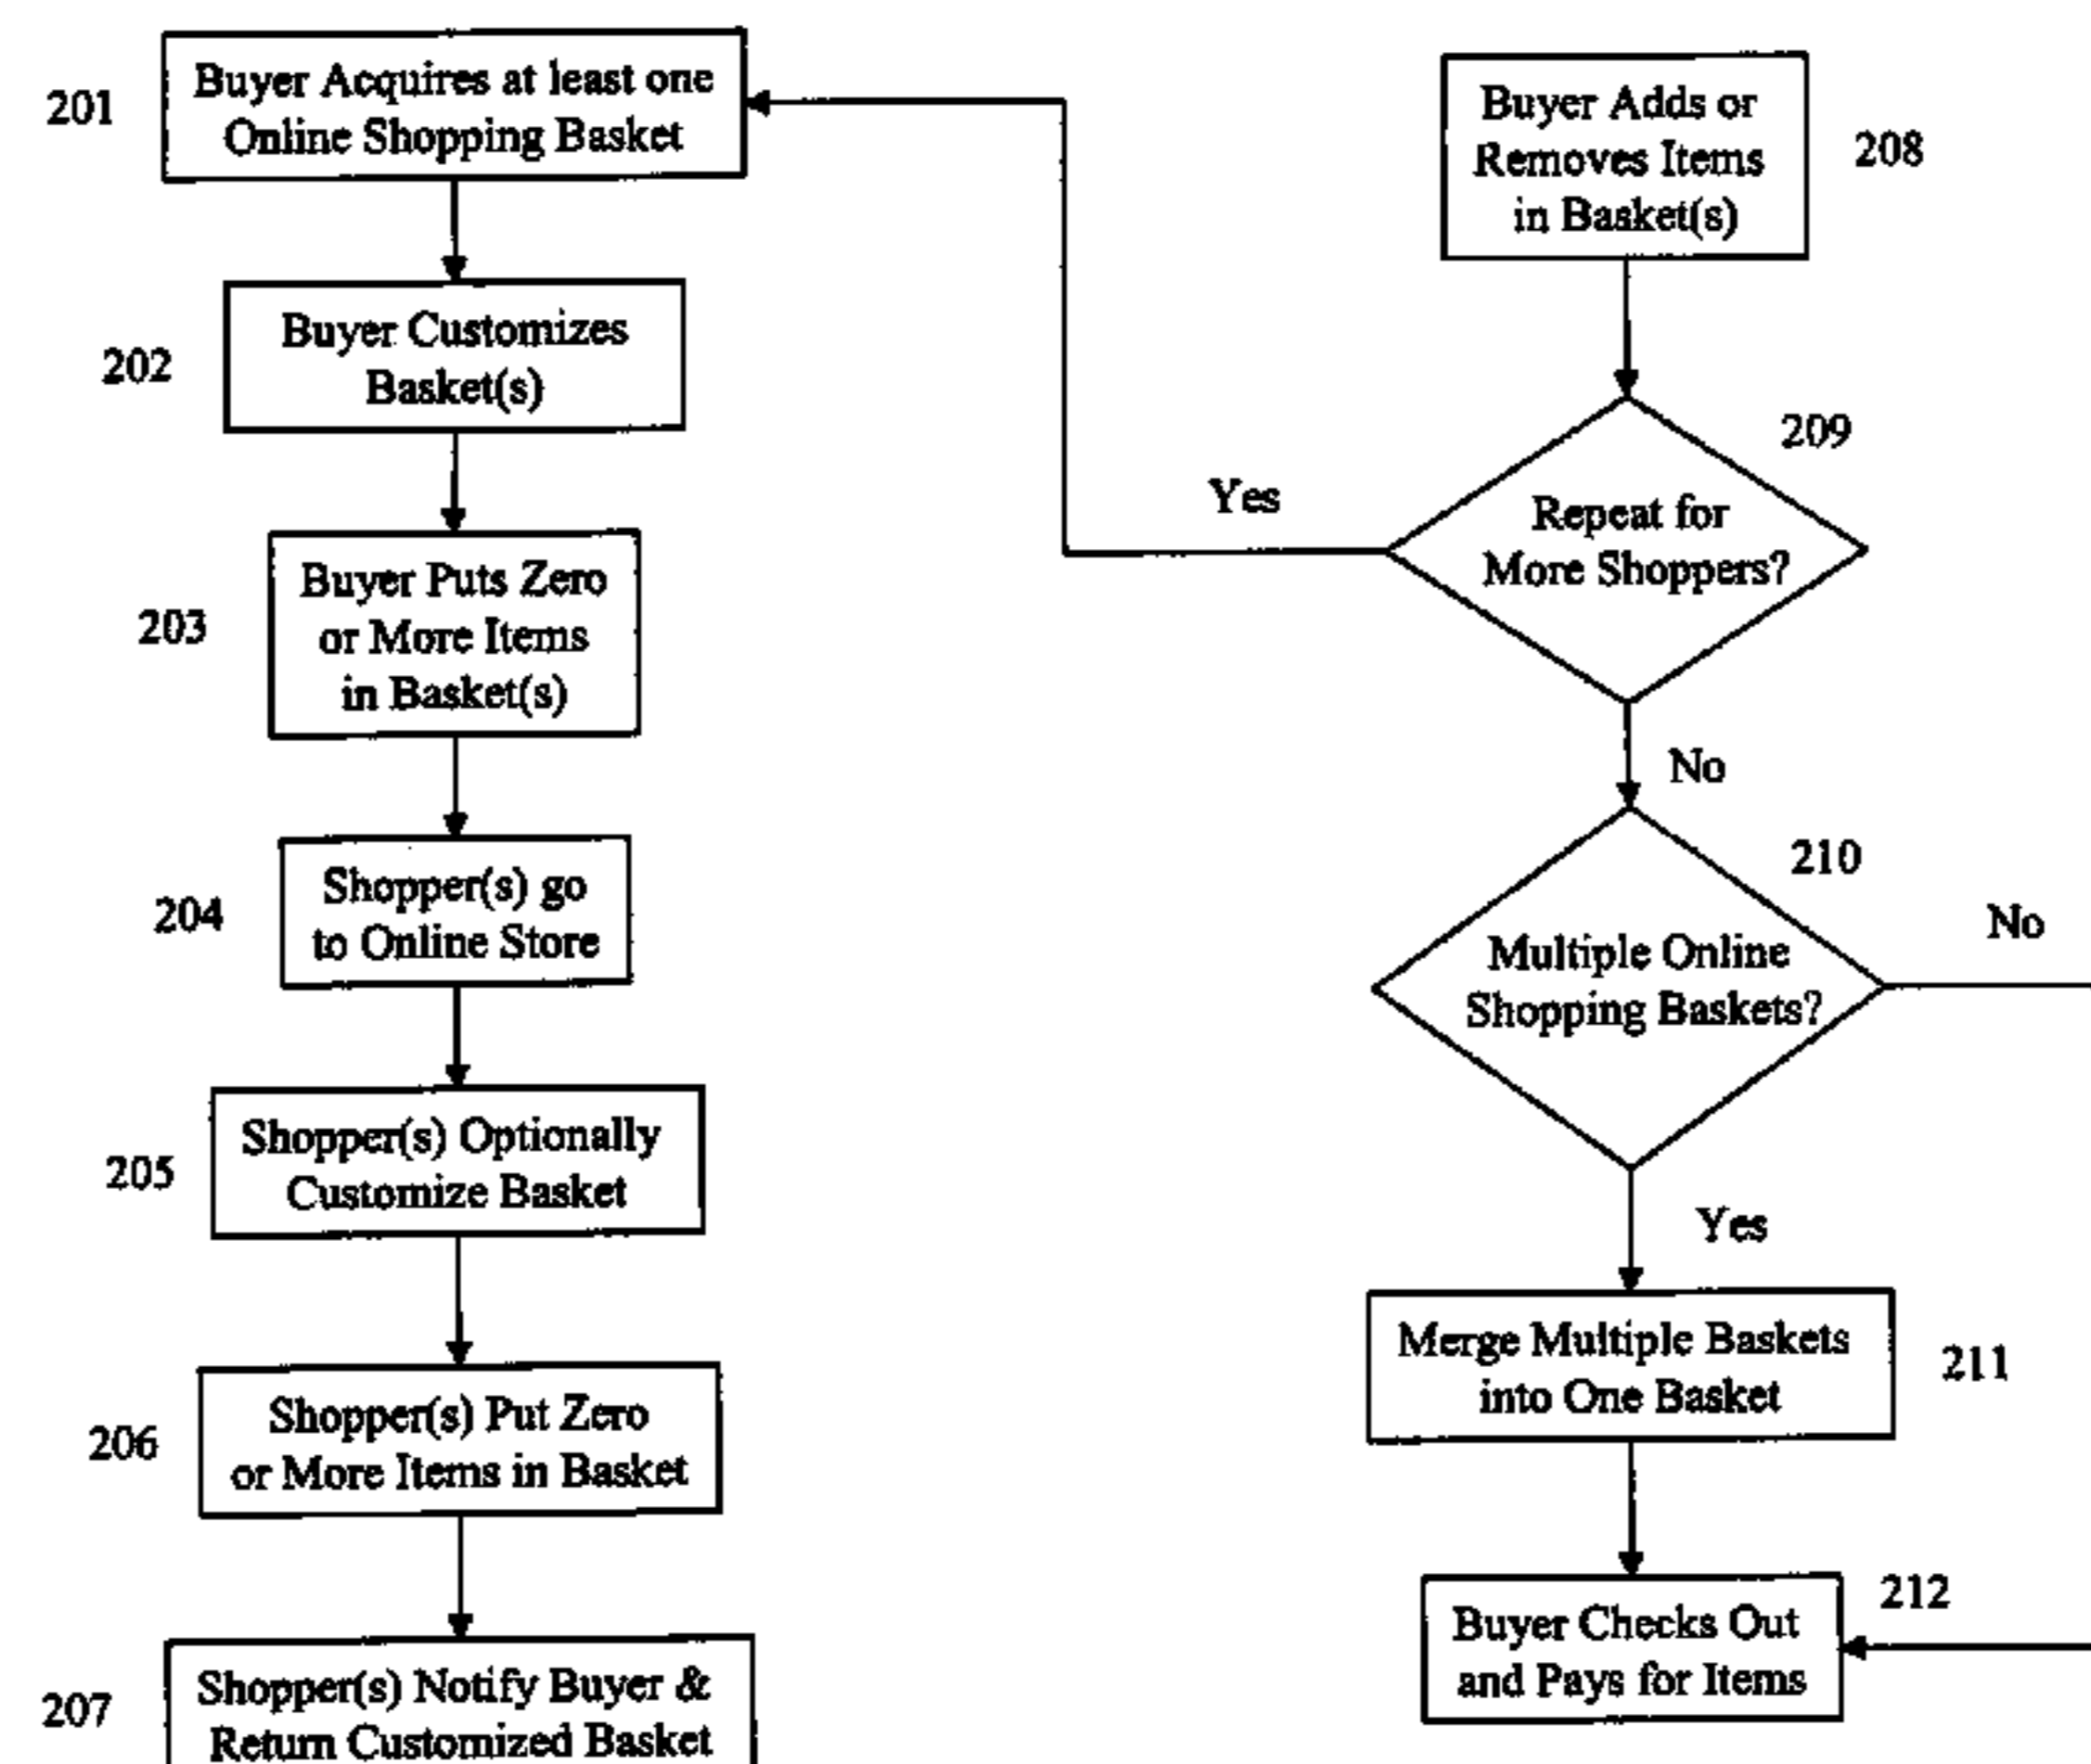 201
Buyer Acquires at least one
Online Shopping Basket
202
Buyer Customizes
Basket(s)
203
Buyer Puts Zero
or More Items
in Basket(s)
204
Shopper(s) go
to Online Store
205
Shopper(s) Optionally
Customize Basket
206
Shopper(s) Put Zero
or More Items in Basket
207
Shopper(s) Notify Buyer &
Return Customized Basket
Buyer Adds or
Removes Items
in Basket(s)
208
209
Repeat for
More Shoppers?
Yes
No
210
Multiple Online
Shopping Baskets?
No
Yes
Merge Multiple Baskets
into One Basket
211
212
Buyer Checks Out
and Pays for Items